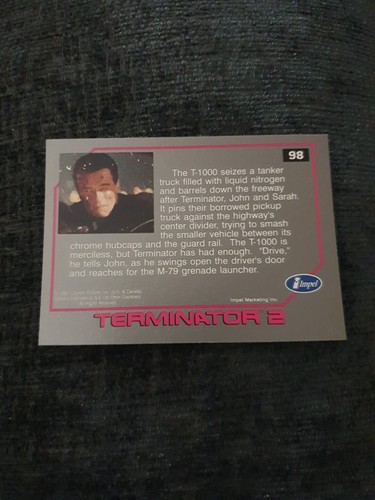 98
The T-1000 seizes a tanker
truck filled with liquid nitrogen
and barrels down the freeway
after Terminator, John and Sarah.
It pins their borrowed pickup
truck against the highway's
center divider, trying to smash
the smaller vehicle between its
chrome hubcaps and the guard rail. The T-1000 is
merciless, but Terminator has had enough. "Drive,"
he tells John, as he swings open the driver's door
and reaches for the M-79 grenade launcher.
Impel
All rights Reserved.
Impel Marketing Inc.
TERMINATOR 2